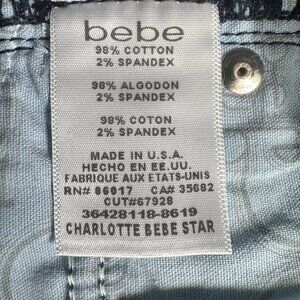 bebe
98% COTTON
2% SPANDEX
98% ALGODON
2% SPANDEX
98% COTON
2% SPANDEX
MADE IN U.S.A.
HECHO EN EE.UU.
FABRIQUE AUX ETATS-UNIS
RN# 86017 CA# 35682
CUT#67928
36428118-8619
CHARLOTTE BEBE STAR